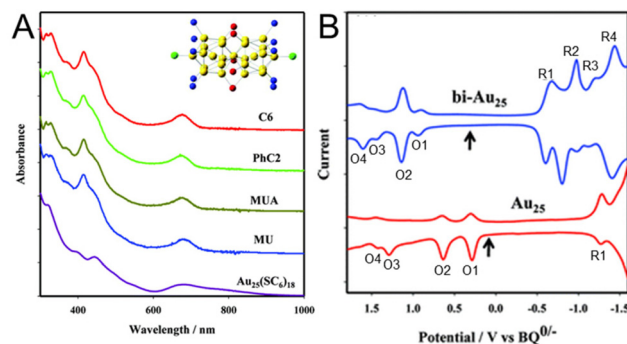 A
C6
PhC2
MUA
MU
Au25(SC6)18
Absorbance
400 600 800 1000
Wavelength / nm
B
R1
R2
R3
R4
bi-Au25
O4
O3
O2
O1
Au25
O4
O3
O2
O1
R1
Current
1.5 1.0 0.5 0.0 -0.5 -1.0 -1.5
Potential / V vs BQ0/-